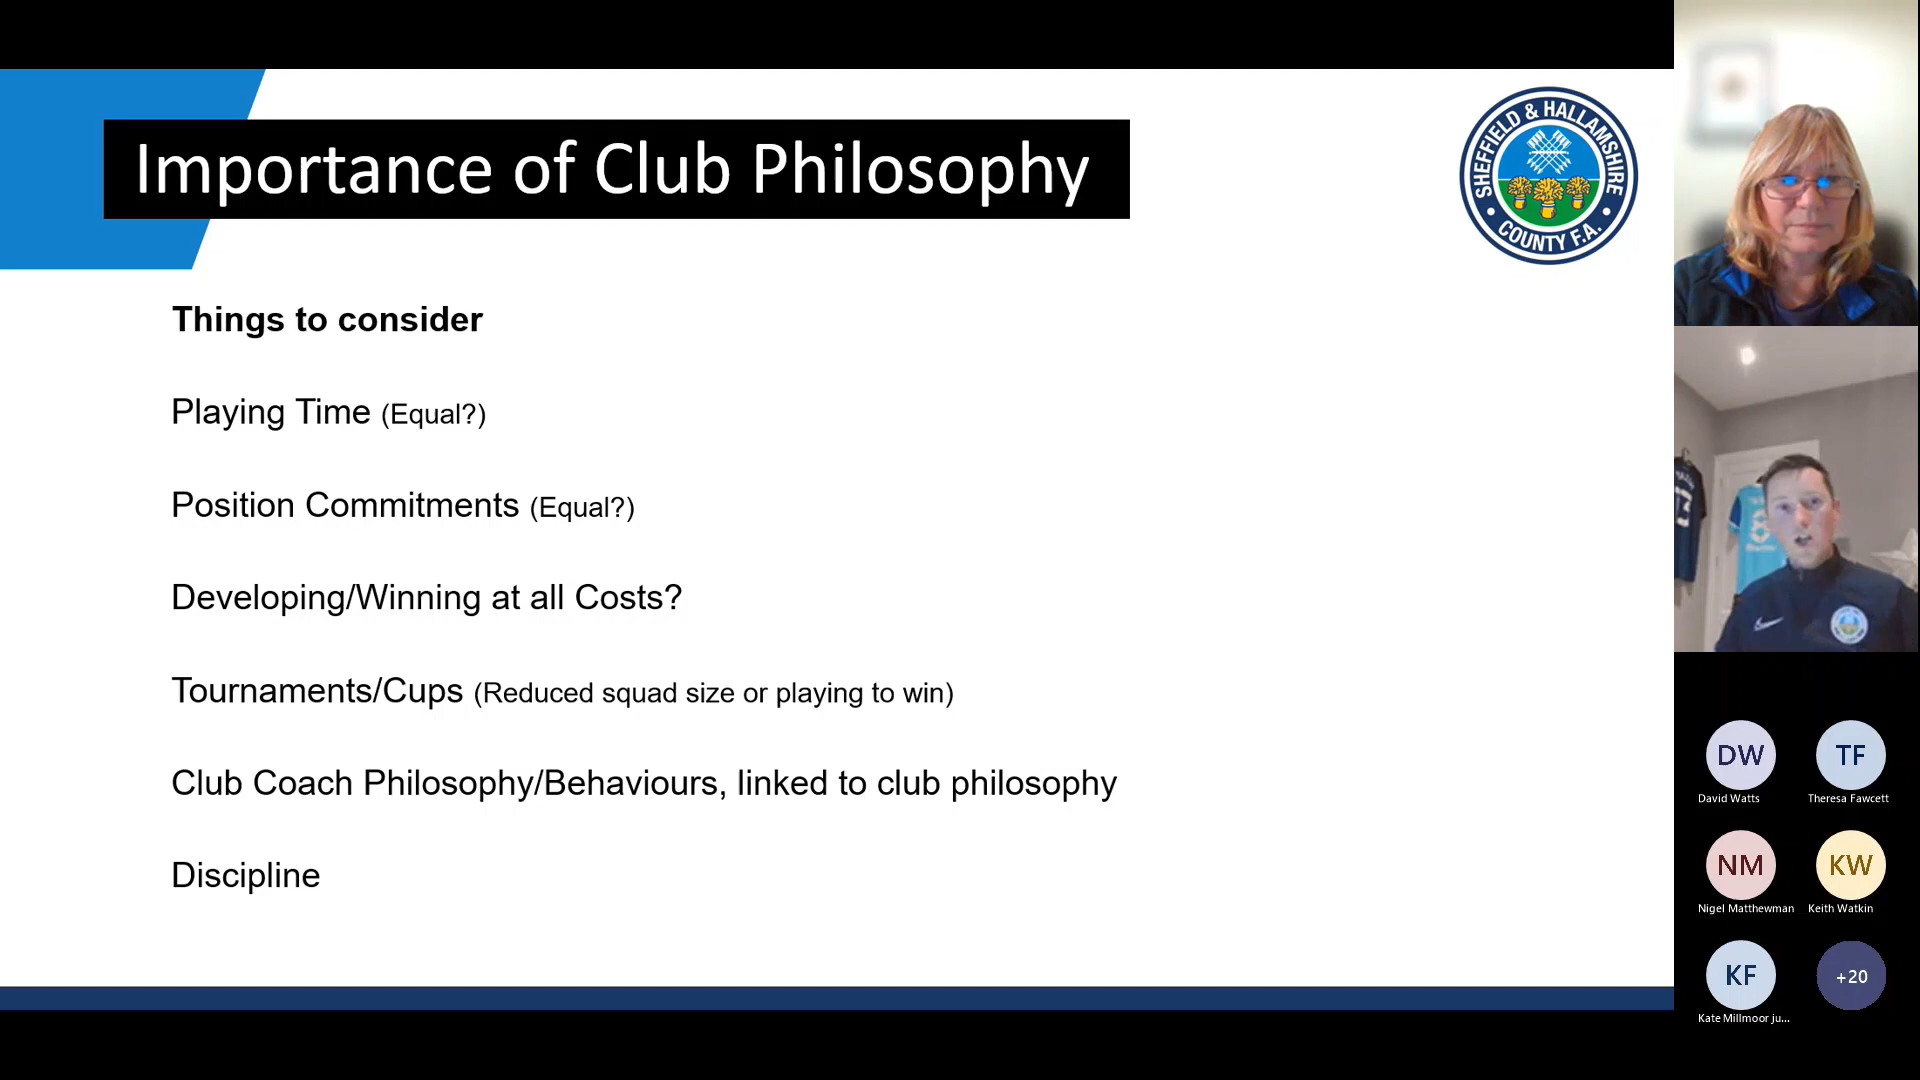 Importance of Club Philosophy
SHEFFIELD & HALLAMSHIRE
COUNTY F.A.
Things to consider
Playing Time (Equal?)
Position Commitments (Equal?)
Developing/Winning at all Costs?
Tournaments/Cups (Reduced squad size or playing to win)
Club Coach Philosophy/Behaviours, linked to club philosophy
Discipline
DW
TF
David Watts
Theresa Fawcett
NM
KW
Nigel Matthewman
Keith Watkin
KF
+20
Kate Millmoor ju...